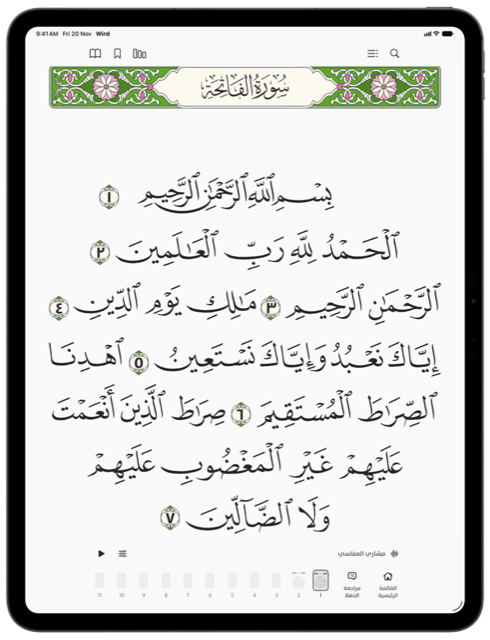 9:41AM Fri 20 Nov Wird
سُورَةُ الفَاتِحَةِ
بِسْمِ ٱللَّهِ ٱلرَّحْمَٰنِ ٱلرَّحِيمِ ١
ٱلْحَمْدُ لِلَّهِ رَبِّ ٱلْعَٰلَمِينَ ٢
ٱلرَّحْمَٰنِ ٱلرَّحِيمِ ٣ مَٰلِكِ يَوْمِ ٱلدِّينِ ٤
إِيَّاكَ نَعْبُدُ وَإِيَّاكَ نَسْتَعِينُ ٥ ٱهْدِنَا
ٱلصِّرَٰطَ ٱلْمُسْتَقِيمَ ٦ صِرَٰطَ ٱلَّذِينَ أَنْعَمْتَ
عَلَيْهِمْ غَيْرِ ٱلْمَغْضُوبِ عَلَيْهِمْ
وَلَا ٱلضَّآلِّينَ ٧
مشاري العفاسي
11 10 9 8 7 6 5 4 3 2 1
مراجعة الحفظ
القائمة الرئيسية